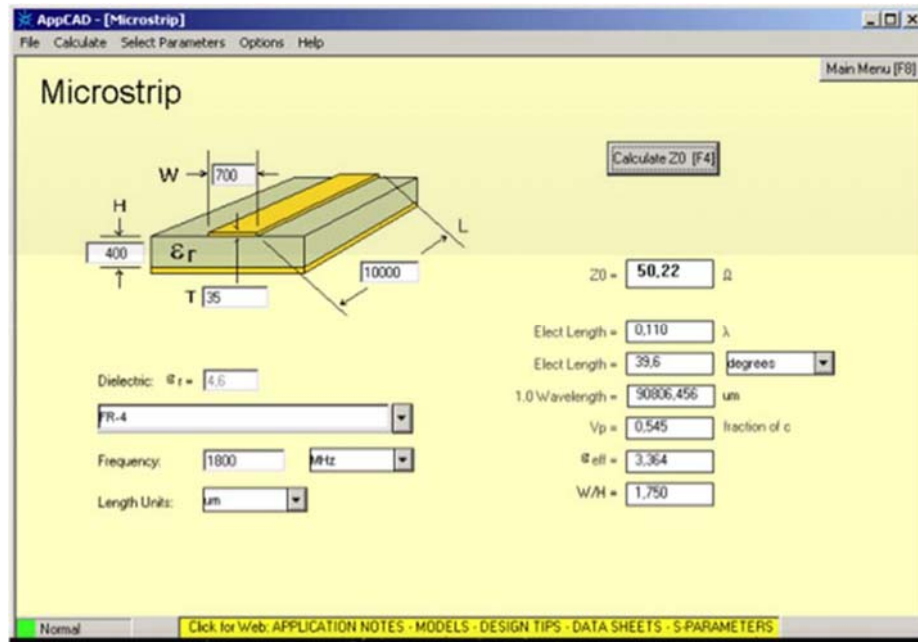 AppCAD - [Microstrip]
File Calculate Select Parameters Options Help
Main Menu [F8]
Microstrip
Calculate Z0 [F4]
W 700
H
400
εr
L
10000
T 35
Z0 = 50,22 Ω
Elect Length = 0,110 λ
Elect Length = 39,6 degrees
1.0 Wavelength = 90806,456 um
Vp = 0,545 fraction of c
εeff = 3,364
W/H = 1,750
Dielectric: εr = 4,6
FR-4
Frequency: 1800 MHz
Length Units: um
Normal
Click for Web: APPLICATION NOTES - MODELS - DESIGN TIPS - DATA SHEETS - S-PARAMETERS